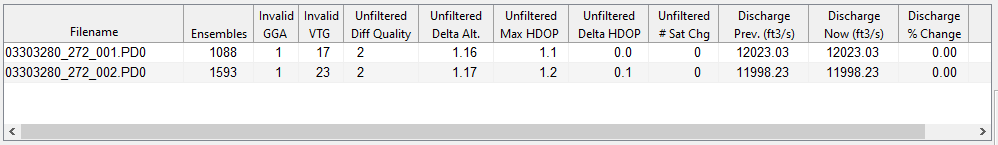 Filename Ensembles Invalid GGA Invalid VTG Unfiltered Diff Quality Unfiltered Delta Alt. Unfiltered Max HDOP Unfiltered Delta HDOP Unfiltered # Sat Chg Discharge Prev. (ft3/s) Discharge Now (ft3/s) Discharge % Change
03303280_272_001.PD0 1088 1 17 2 1.16 1.1 0.0 0 12023.03 12023.03 0.00
03303280_272_002.PD0 1593 1 23 2 1.17 1.2 0.1 0 11998.23 11998.23 0.00